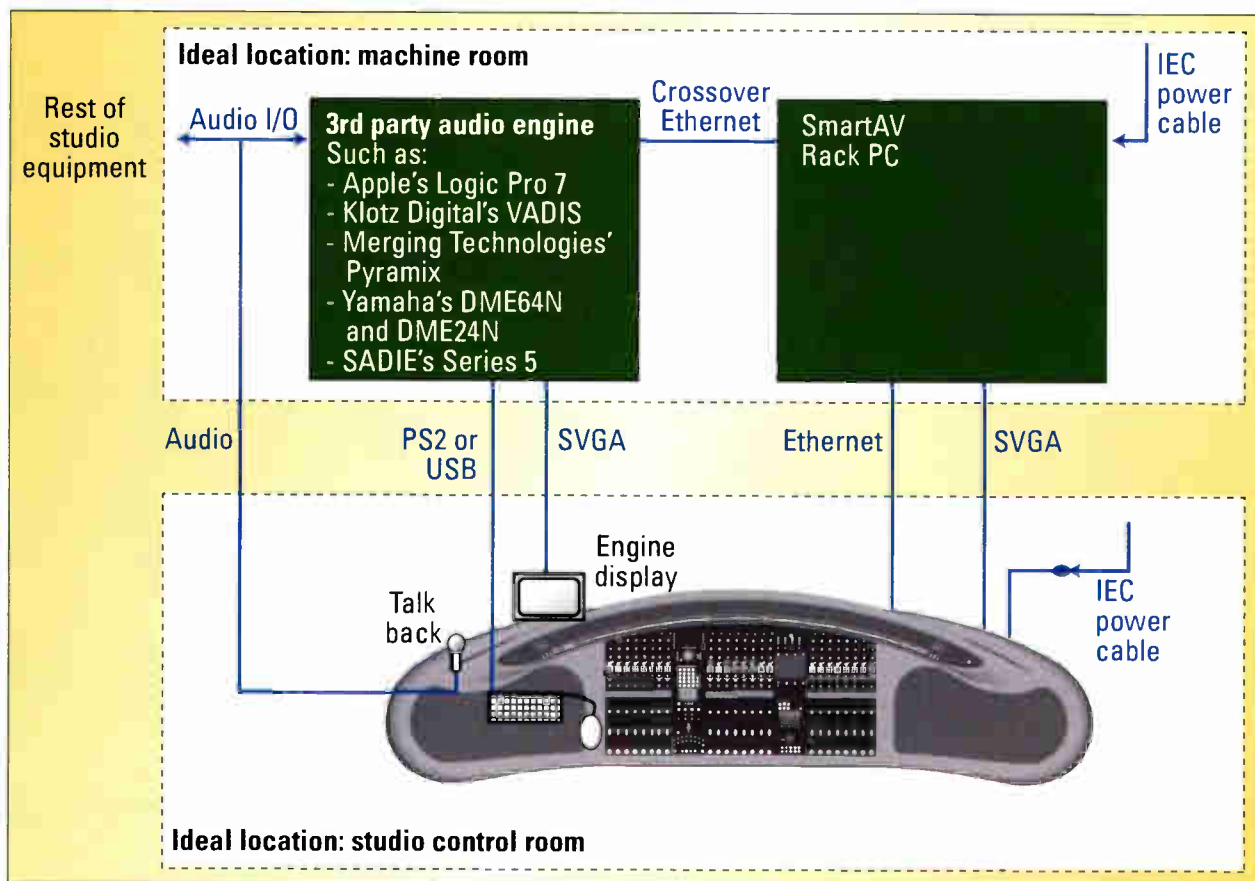 Ideal location: machine room
Rest of
studio
equipment
Audio I/O
3rd party audio engine
Such as:
- Apple's Logic Pro 7
- Klotz Digital's VADIS
- Merging Technologies'
Pyramix
- Yamaha's DME64N
and DME24N
- SADIE's Series 5
Crossover
Ethernet
SmartAV
Rack PC
IEC
power
cable
Audio
PS2 or
USB
SVGA
Ethernet
SVGA
Engine
display
Talk
back
IEC
power
cable
Ideal location: studio control room